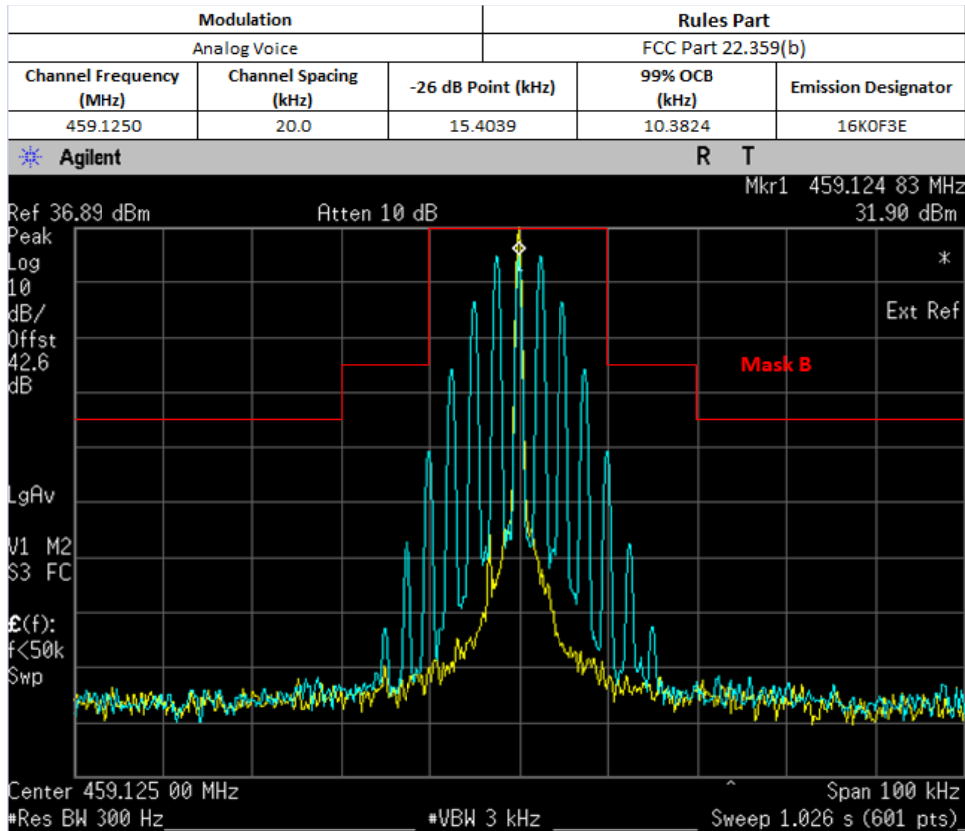 Modulation Rules Part
Analog Voice FCC Part 22.359(b)
Channel Frequency (MHz) Channel Spacing (kHz) -26 dB Point (kHz) 99% OCB (kHz) Emission Designator
459.1250 20.0 15.4039 10.3824 16K0F3E
Agilent R T
Mkr1 459.124 83 MHz
Ref 36.89 dBm Atten 10 dB 31.90 dBm
Peak
Log
10
dB/
Offst
42.6
dB
*
Ext Ref
Mask B
LgAv
V1 M2
S3 FC
£(f):
f<50k
Swp
Center 459.125 00 MHz ^ Span 100 kHz
#Res BW 300 Hz #VBW 3 kHz Sweep 1.026 s (601 pts)